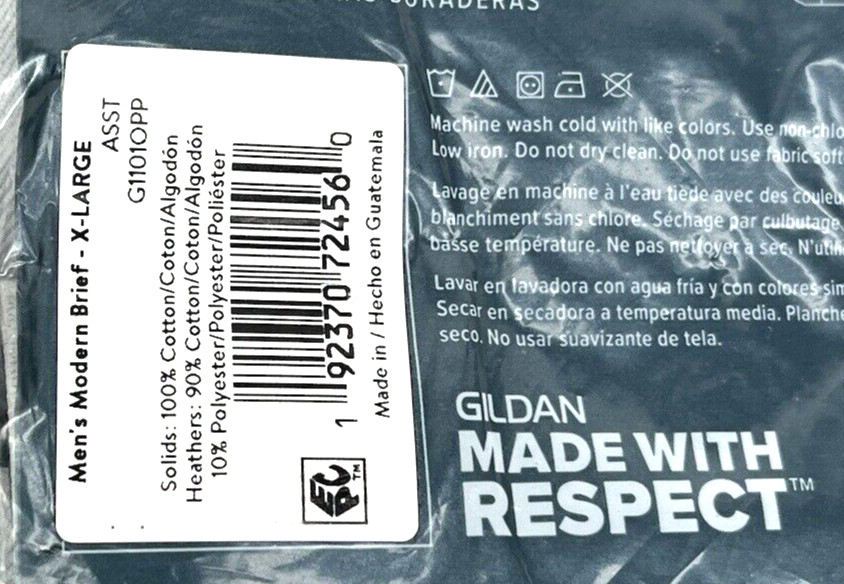 Men's Modern Brief - X-LARGE
ASST
G1101OPP
Solids: 100% Cotton/Coton/Algodón
Heathers: 90% Cotton/Coton/Algodón
10% Polyester/Polyester/Poliéster
1 92370 72456 0
Made in / Hecho en Guatemala
EPC™
DURADERAS
Machine wash cold with like colors. Use non-chlo
Low iron. Do not dry clean. Do not use fabric soft
Lavage en machine à l'eau tiède avec des couleu
blanchiment sans chlore. Séchage par culbutage
basse température. Ne pas nettoyer à sec. N'utili
Lavar en lavadora con agua fría y con colores sim
Secar en secadora a temperatura media. Planche
seco. No usar suavizante de tela.
GILDAN
MADE WITH
RESPECT™